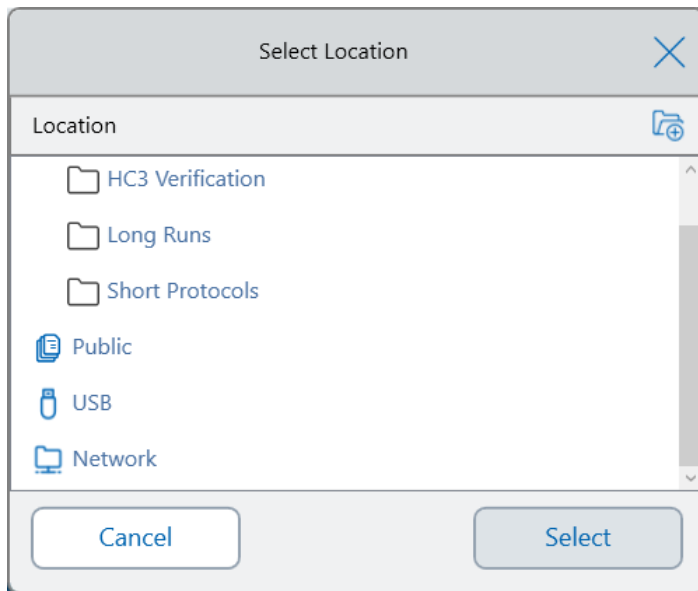 Select Location
Location
HC3 Verification
Long Runs
Short Protocols
Public
USB
Network
Cancel
Select